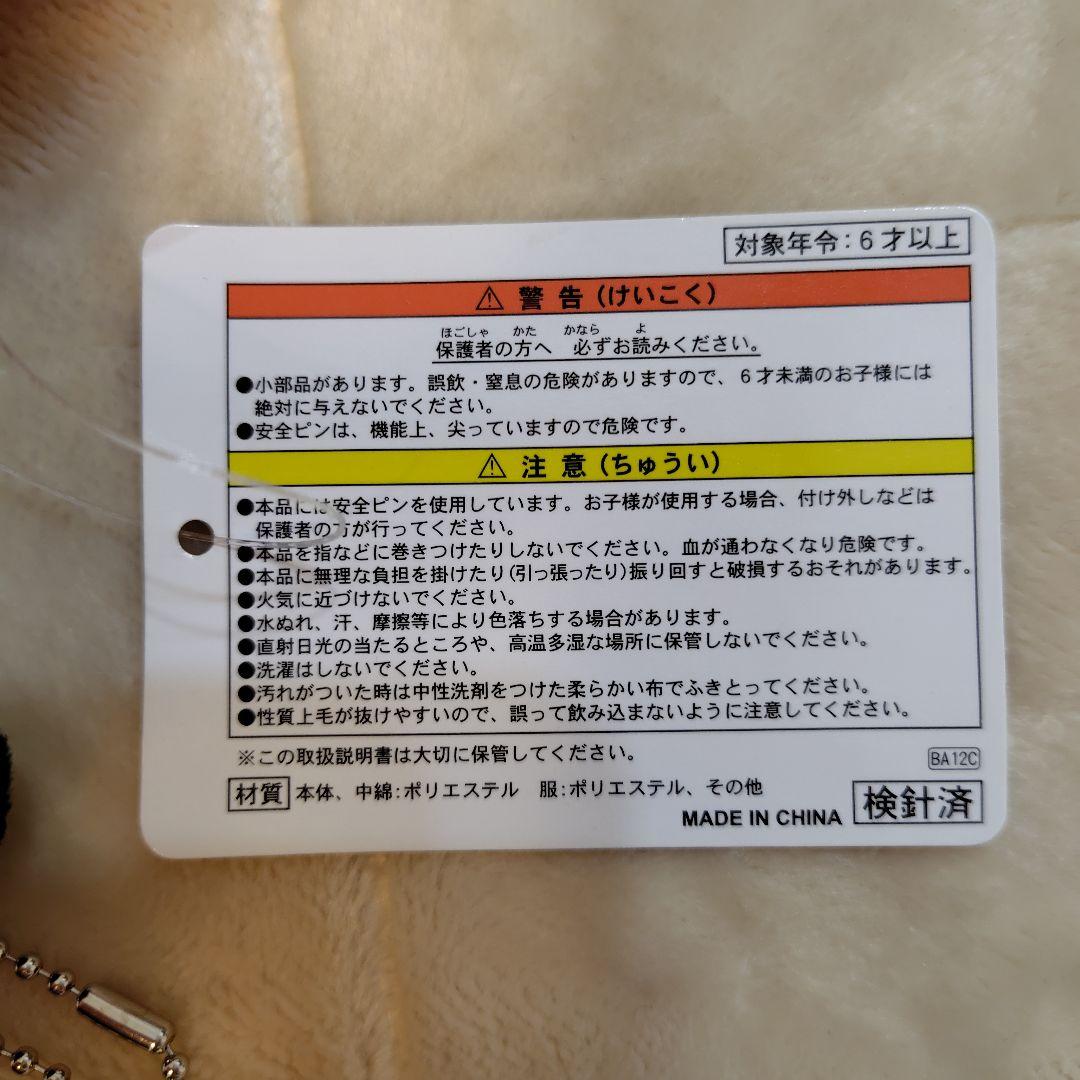 対象年令:6才以上
⚠ 警告(けいこく)
ほごしゃ かた かなら よ
保護者の方へ 必ずお読みください。
●小部品があります。誤飲・窒息の危険がありますので、6才未満のお子様には
絶対に与えないでください。
●安全ピンは、機能上、尖っていますので危険です。
⚠ 注意(ちゅうい)
●本品には安全ピンを使用しています。お子様が使用する場合、付け外しなどは
保護者の方が行ってください。
●本品を指などに巻きつけたりしないでください。血が通わなくなり危険です。
●本品に無理な負担を掛けたり(引っ張ったり)振り回すと破損するおそれがあります。
●火気に近づけないでください。
●水ぬれ、汗、摩擦等により色落ちする場合があります。
●直射日光の当たるところや、高温多湿な場所に保管しないでください。
●洗濯はしないでください。
●汚れがついた時は中性洗剤をつけた柔らかい布でふきとってください。
●性質上毛が抜けやすいので、誤って飲み込まないように注意してください。
※この取扱説明書は大切に保管してください。
BA12C
材質 本体、中綿:ポリエステル 服:ポリエステル、その他
MADE IN CHINA 検針済